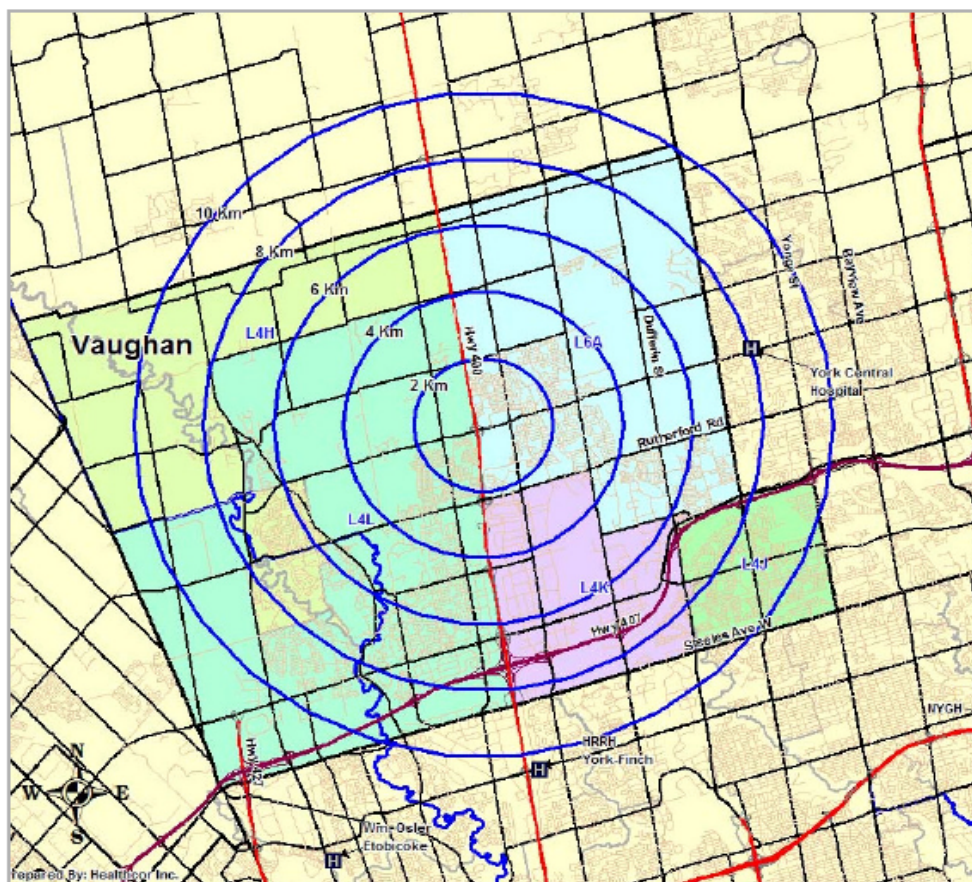 10 Km
8 Km
6 Km
4 Km
2 Km
Vaughan
L4H
Hwy 400
L6A
Dufferin St
Yonge St
Bayview Ave
York Central
Hospital
Rutherford Rd
L4L
L4K
L4J
Hwy 407
Steeles Ave W
NYGH
HRRH
York-Finch
H
H
H
Hwy 427
Wm-Osler
Etobicoke
N
W
E
S
repared By: Healthcor Inc.